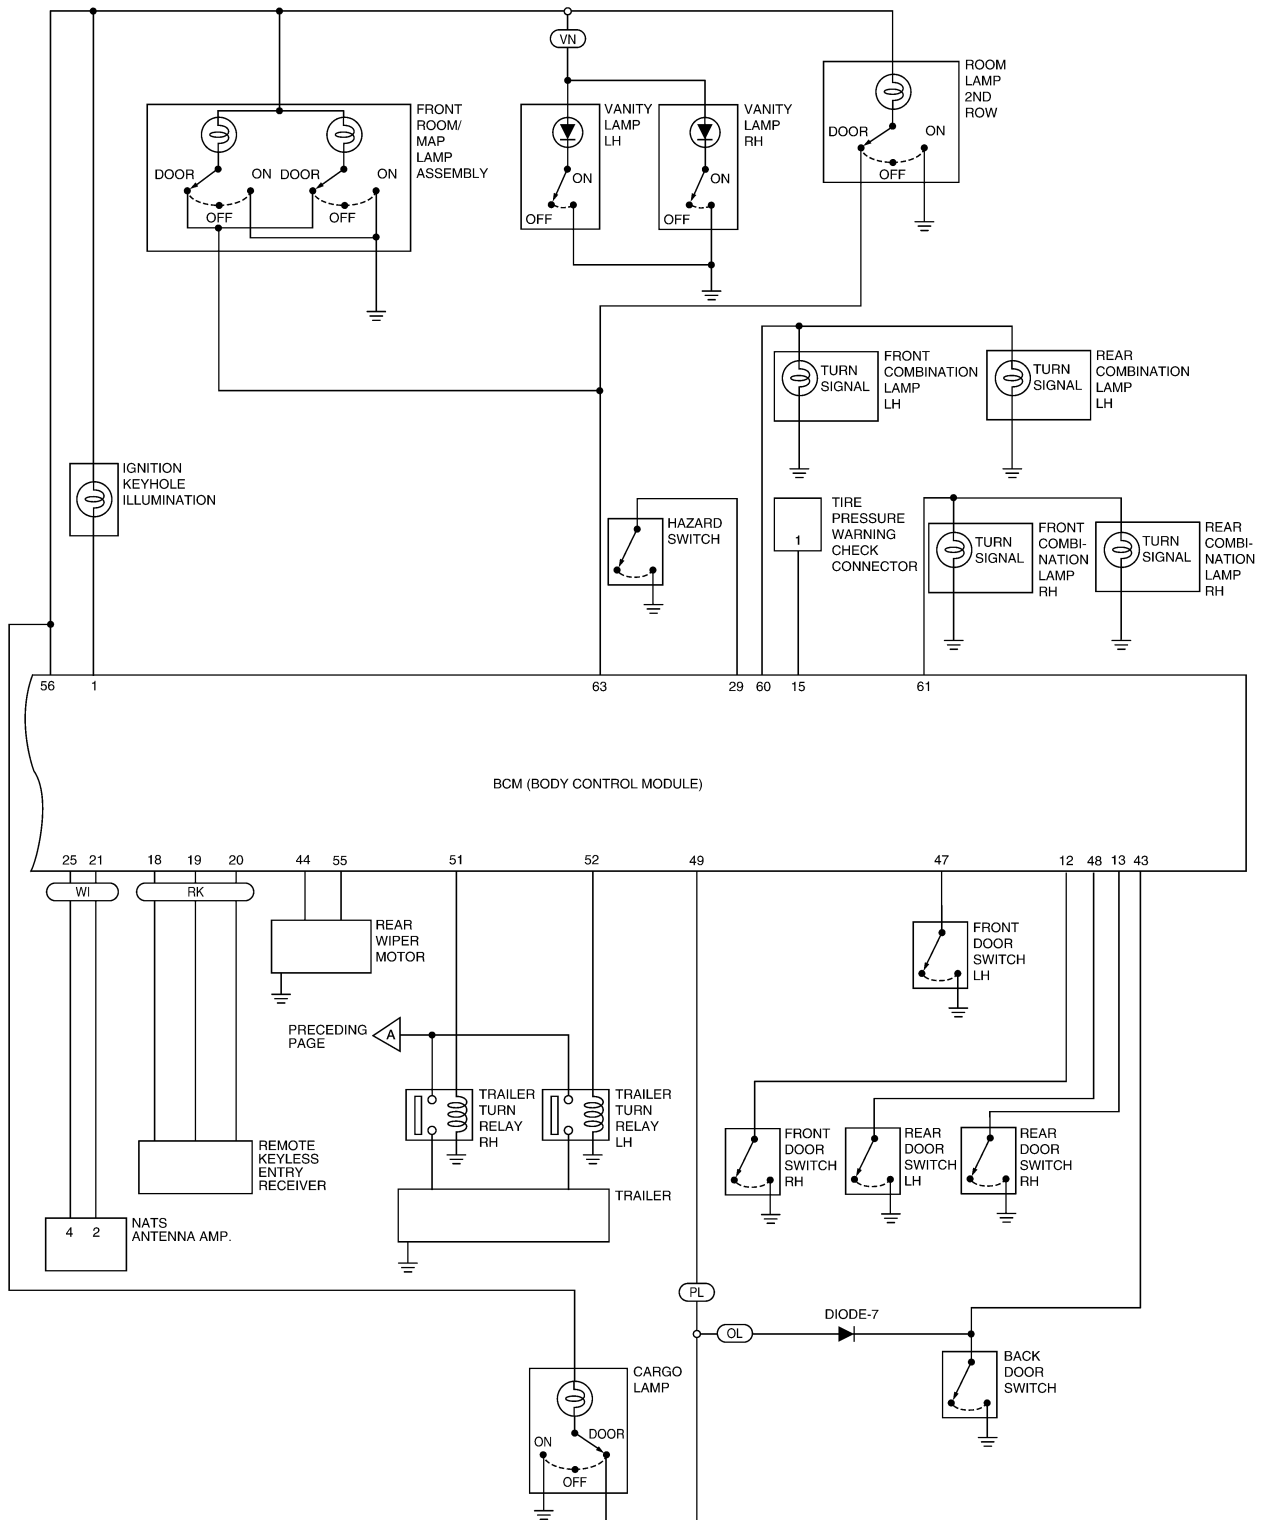 VN
ROOM
LAMP
2ND
ROW
DOOR
ON
OFF
FRONT
ROOM/
MAP
LAMP
ASSEMBLY
DOOR
ON
DOOR
ON
OFF
OFF
VANITY
LAMP
LH
ON
OFF
VANITY
LAMP
RH
ON
OFF
TURN
SIGNAL
FRONT
COMBINATION
LAMP
LH
TURN
SIGNAL
REAR
COMBINATION
LAMP
LH
IGNITION
KEYHOLE
ILLUMINATION
HAZARD
SWITCH
1
TIRE
PRESSURE
WARNING
CHECK
CONNECTOR
TURN
SIGNAL
FRONT
COMBI-
NATION
LAMP
RH
TURN
SIGNAL
REAR
COMBI-
NATION
LAMP
RH
56 1 63 29 60 15 61
BCM (BODY CONTROL MODULE)
25 21 18 19 20 44 55 51 52 49 47 12 48 13 43
WI
RK
REAR
WIPER
MOTOR
FRONT
DOOR
SWITCH
LH
PRECEDING
PAGE
A
TRAILER
TURN
RELAY
RH
TRAILER
TURN
RELAY
LH
FRONT
DOOR
SWITCH
RH
REAR
DOOR
SWITCH
LH
REAR
DOOR
SWITCH
RH
REMOTE
KEYLESS
ENTRY
RECEIVER
TRAILER
4 2
NATS
ANTENNA AMP.
PL
OL
DIODE-7
BACK
DOOR
SWITCH
CARGO
LAMP
ON
DOOR
OFF